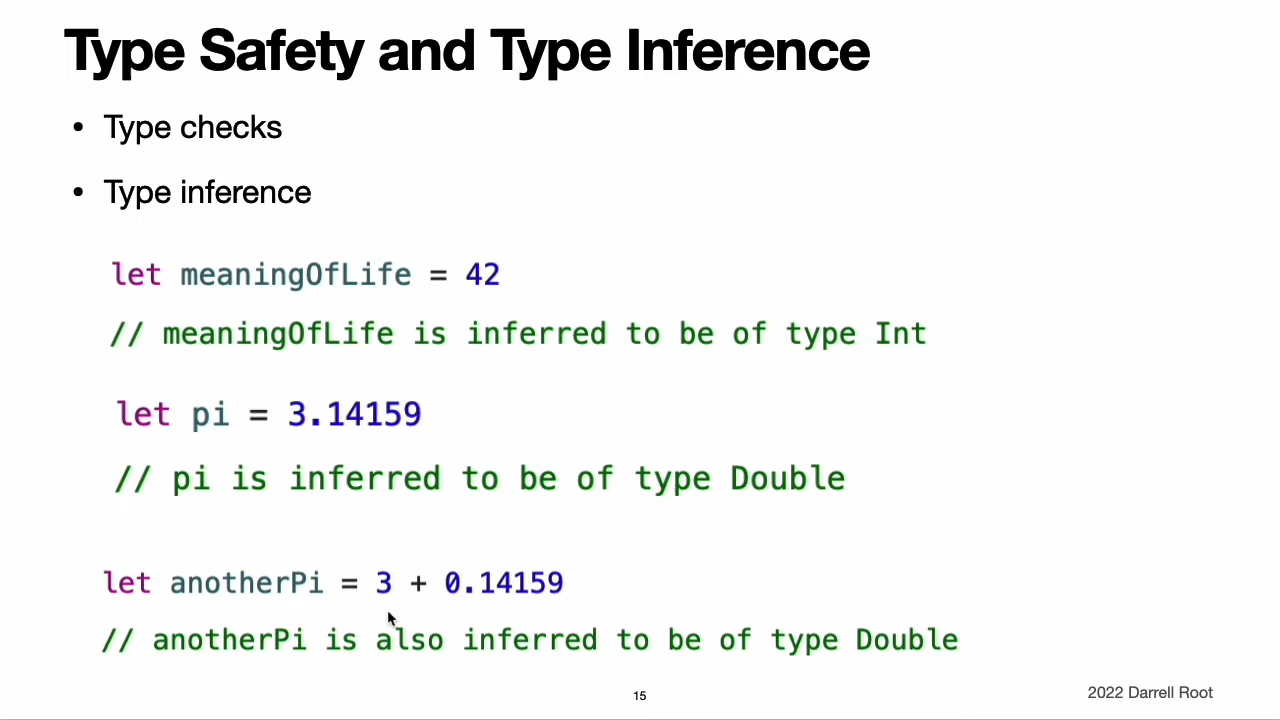 Type Safety and Type Inference
• Type checks
• Type inference
let meaningOfLife = 42
// meaningOfLife is inferred to be of type Int
let pi = 3.14159
// pi is inferred to be of type Double
let anotherPi = 3 + 0.14159
// anotherPi is also inferred to be of type Double
15
2022 Darrell Root